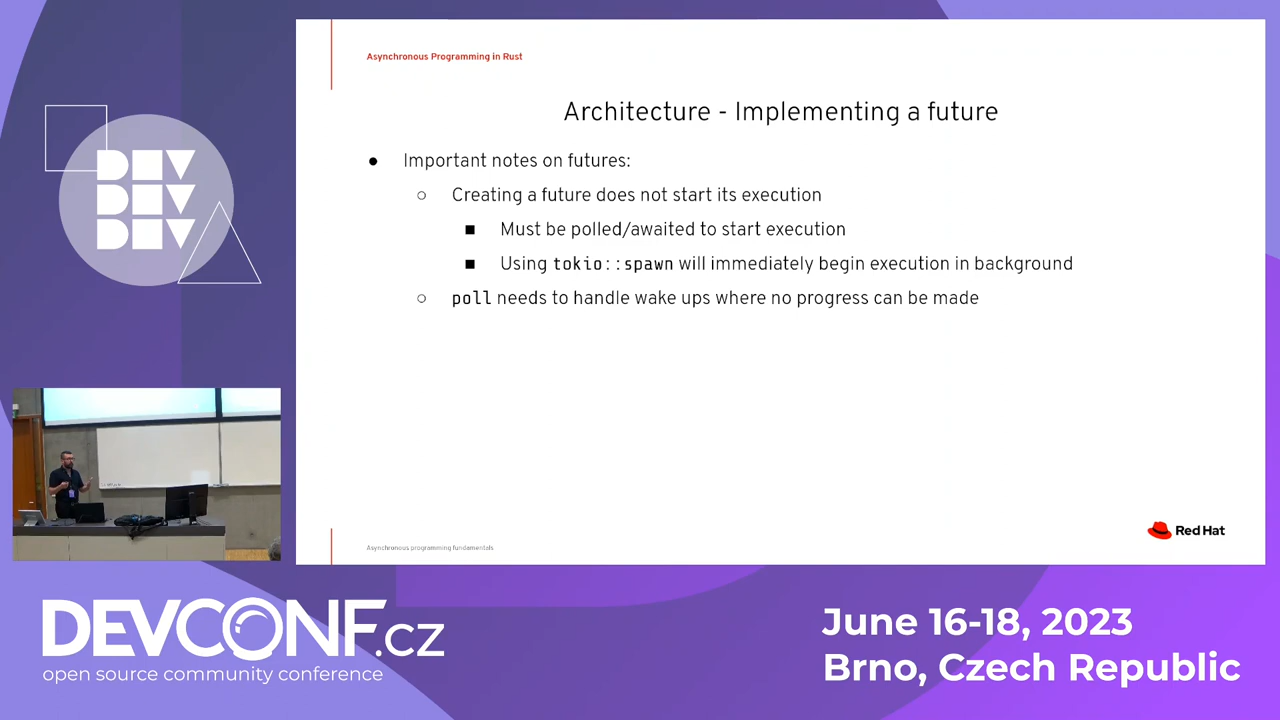 Asynchronous Programming in Rust
Architecture - Implementing a future
● Important notes on futures:
○ Creating a future does not start its execution
■ Must be polled/awaited to start execution
■ Using tokio::spawn will immediately begin execution in background
○ poll needs to handle wake ups where no progress can be made
Red Hat
Asynchronous programming fundamentals
DEV
DEV
DEV
DEVCONF.cz
open source community conference
June 16-18, 2023
Brno, Czech Republic